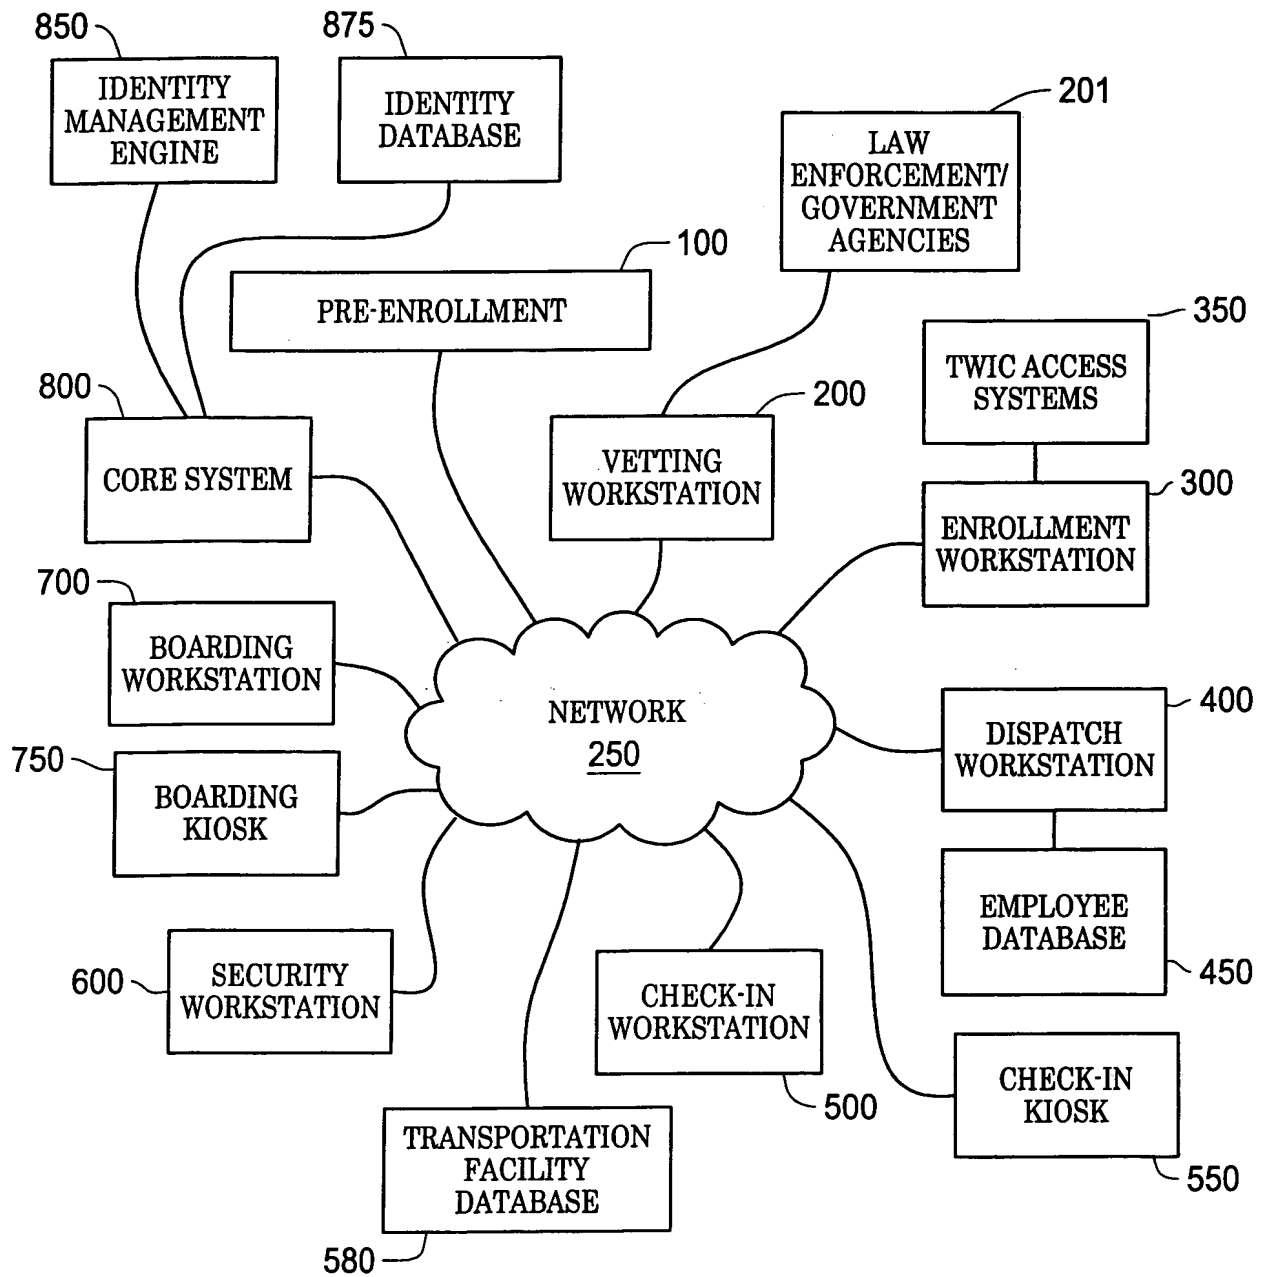 850
IDENTITY
MANAGEMENT
ENGINE
875
IDENTITY
DATABASE
201
LAW
ENFORCEMENT/
GOVERNMENT
AGENCIES
100
PRE-ENROLLMENT
350
TWIC ACCESS
SYSTEMS
800
CORE SYSTEM
200
VETTING
WORKSTATION
300
ENROLLMENT
WORKSTATION
700
BOARDING
WORKSTATION
NETWORK
250
400
DISPATCH
WORKSTATION
750
BOARDING
KIOSK
EMPLOYEE
DATABASE
450
600
SECURITY
WORKSTATION
CHECK-IN
WORKSTATION
500
CHECK-IN
KIOSK
550
TRANSPORTATION
FACILITY
DATABASE
580